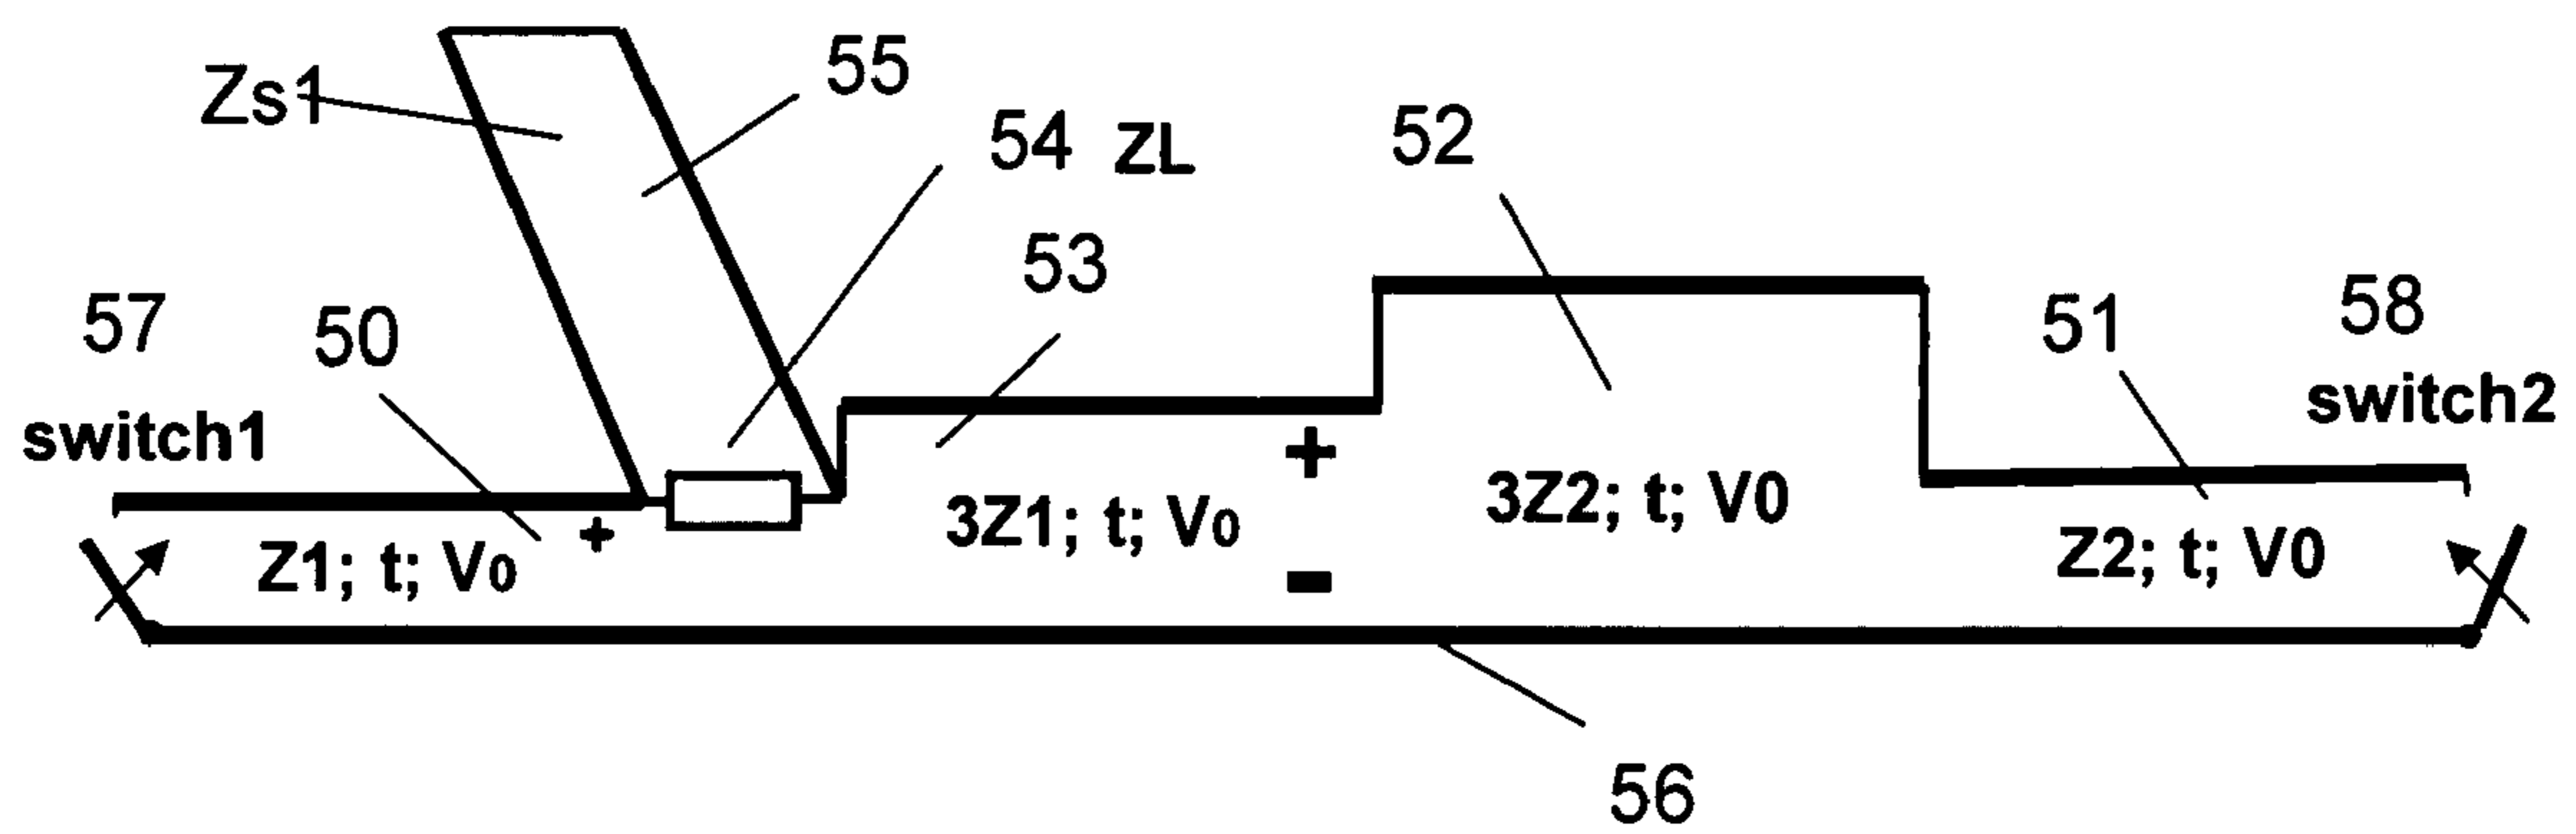 Zs1
55
54 ZL
52
53
57
50
51
58
switch1
switch2
+
-
+
Z1; t; V0
3Z1; t; V0
3Z2; t; V0
Z2; t; V0
56